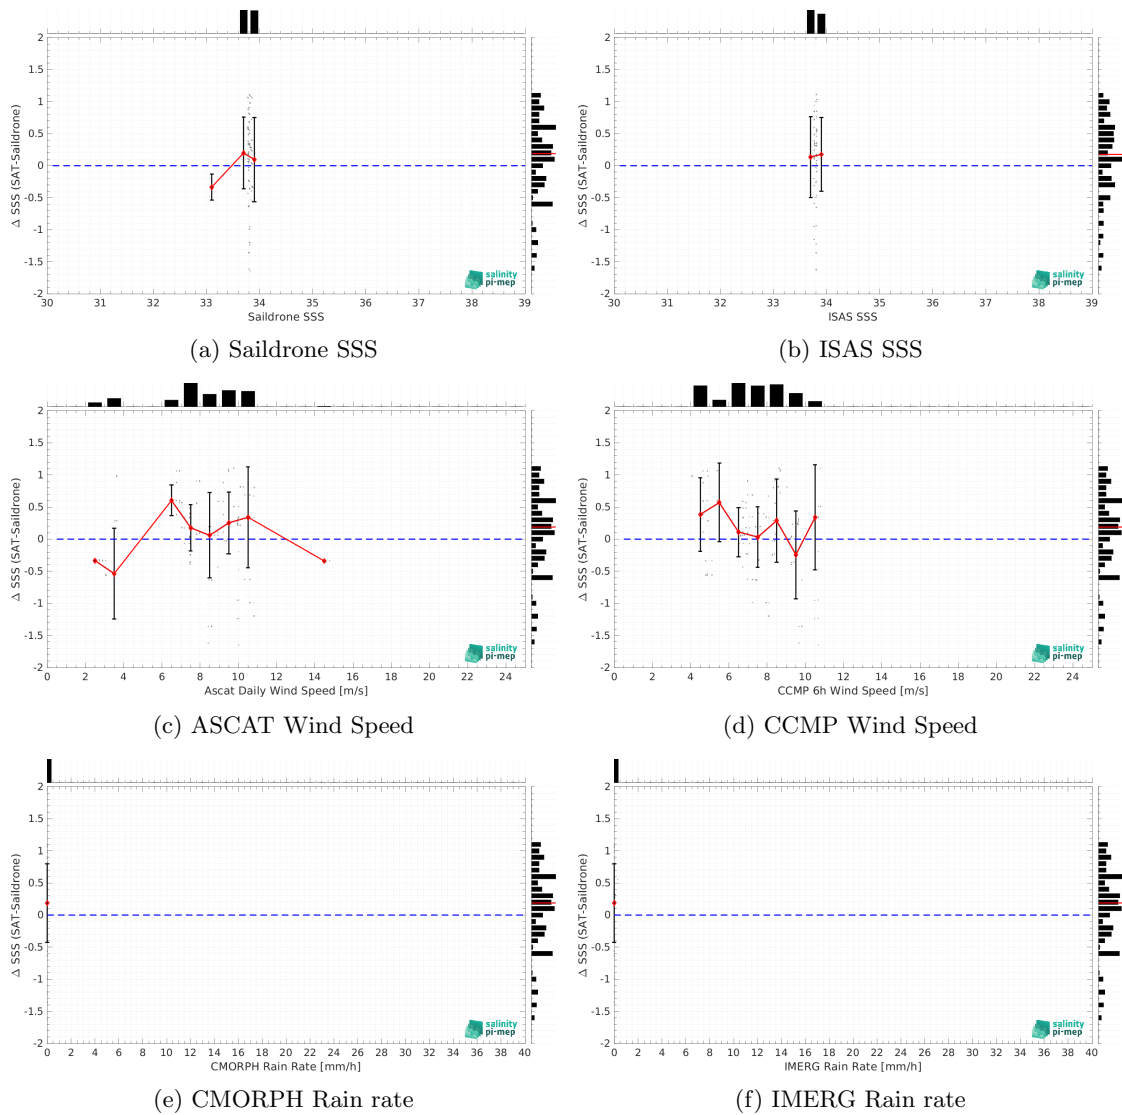 2
1.5
1
0.5
0
-0.5
-1
-1.5
-2
Δ SSS (SAT-Saildrone)
30 31 32 33 34 35 36 37 38 39
Saildrone SSS
salinity
pi-mep
(a) Saildrone SSS
2
1.5
1
0.5
0
-0.5
-1
-1.5
-2
Δ SSS (SAT-Saildrone)
30 31 32 33 34 35 36 37 38 39
ISAS SSS
salinity
pi-mep
(b) ISAS SSS
2
1.5
1
0.5
0
-0.5
-1
-1.5
-2
Δ SSS (SAT-Saildrone)
0 2 4 6 8 10 12 14 16 18 20 22 24
Ascat Daily Wind Speed [m/s]
salinity
pi-mep
(c) ASCAT Wind Speed
2
1.5
1
0.5
0
-0.5
-1
-1.5
-2
Δ SSS (SAT-Saildrone)
0 2 4 6 8 10 12 14 16 18 20 22 24
CCMP 6h Wind Speed [m/s]
salinity
pi-mep
(d) CCMP Wind Speed
2
1.5
1
0.5
0
-0.5
-1
-1.5
-2
Δ SSS (SAT-Saildrone)
0 2 4 6 8 10 12 14 16 18 20 22 24 26 28 30 32 34 36 38 40
CMORPH Rain Rate [mm/h]
salinity
pi-mep
(e) CMORPH Rain rate
2
1.5
1
0.5
0
-0.5
-1
-1.5
-2
Δ SSS (SAT-Saildrone)
0 2 4 6 8 10 12 14 16 18 20 22 24 26 28 30 32 34 36 38 40
IMERG Rain Rate [mm/h]
salinity
pi-mep
(f) IMERG Rain rate